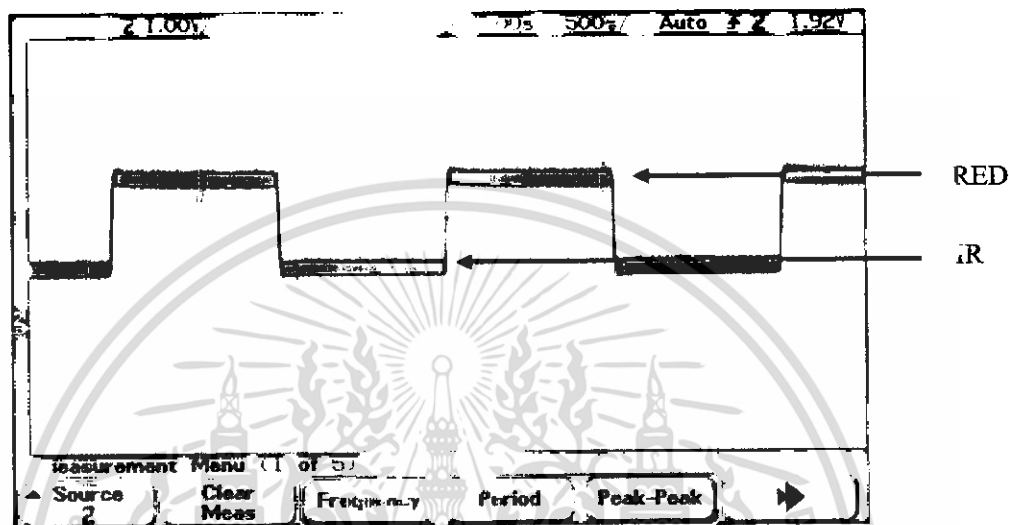 2 1.00V/ 500 Auto 2 1.92V
RED
IR
Measurement Menu (1 of 5)
Source Clear Frequency Period Peak-Peak
2 Meas